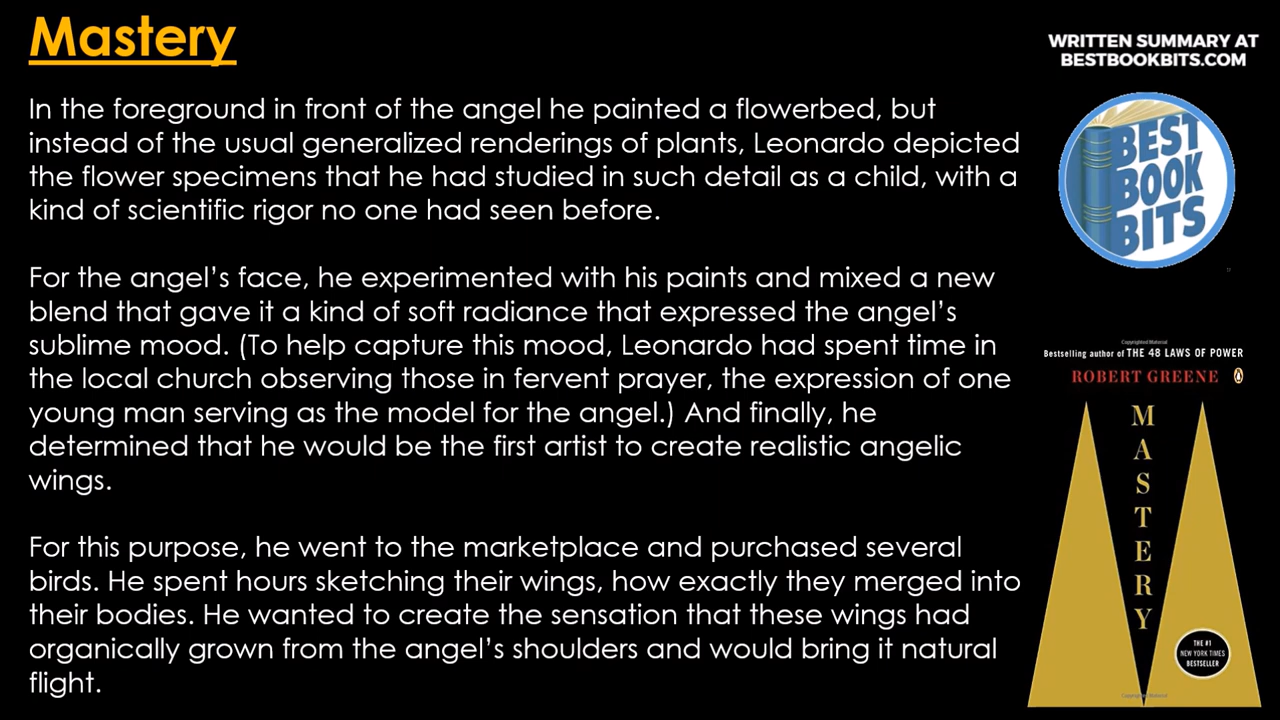 Mastery
In the foreground in front of the angel he painted a flowerbed, but
instead of the usual generalized renderings of plants, Leonardo depicted
the flower specimens that he had studied in such detail as a child, with a
kind of scientific rigor no one had seen before.
For the angel’s face, he experimented with his paints and mixed a new
blend that gave it a kind of soft radiance that expressed the angel’s
sublime mood. (To help capture this mood, Leonardo had spent time in
the local church observing those in fervent prayer, the expression of one
young man serving as the model for the angel.) And finally, he
determined that he would be the first artist to create realistic angelic
wings.
For this purpose, he went to the marketplace and purchased several
birds. He spent hours sketching their wings, how exactly they merged into
their bodies. He wanted to create the sensation that these wings had
organically grown from the angel’s shoulders and would bring it natural
flight.
WRITTEN SUMMARY AT
BESTBOOKBITS.COM
BEST
BOOK
BITS
Copyrighted Material
Bestselling author of THE 48 LAWS OF POWER
ROBERT GREENE
M
A
S
T
E
R
Y
THE #1
NEW YORK TIMES
BESTSELLER
Copyrighted Material